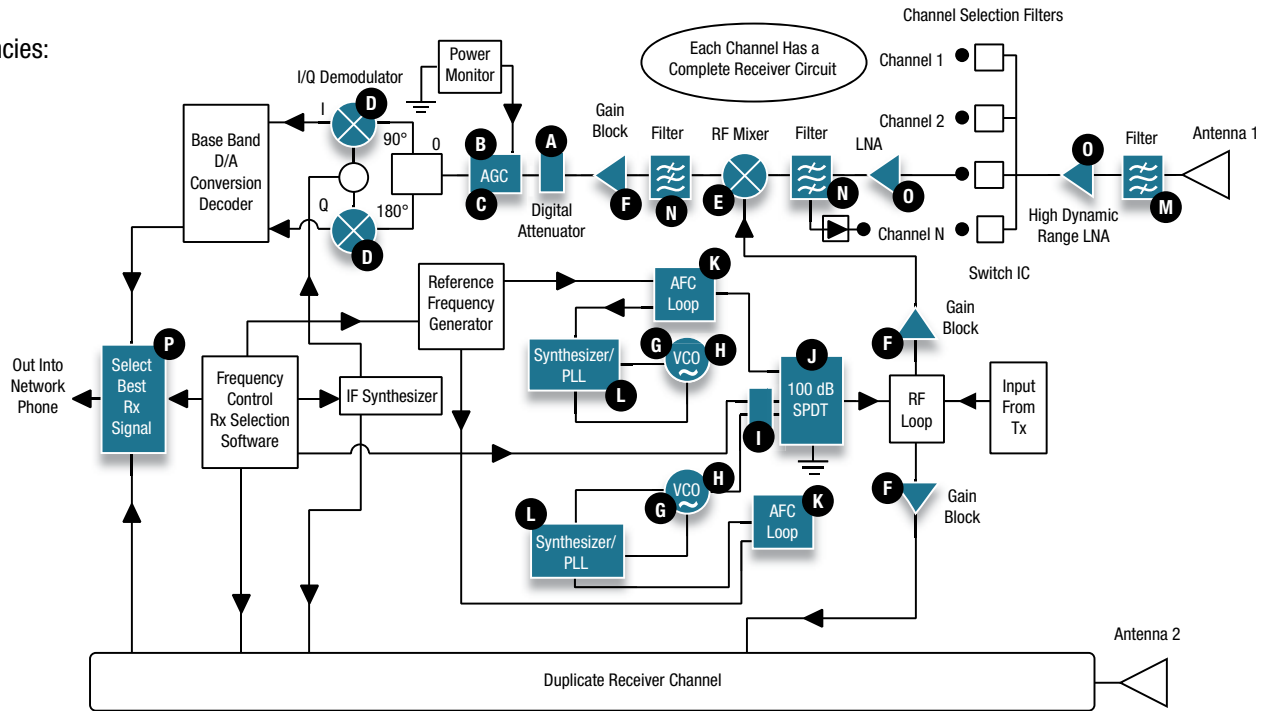 ncies:
Channel Selection Filters
Each Channel Has a
Complete Receiver Circuit
Channel 1
Channel 2
Channel N
Switch IC
Power
Monitor
I/Q Demodulator
I
D
90°
Q
D
180°
0
Base Band
D/A
Conversion
Decoder
B
AGC
C
A
Digital
Attenuator
Gain
Block
F
Filter
N
RF Mixer
E
Filter
N
LNA
O
O
High Dynamic
Range LNA
Filter
M
Antenna 1
Reference
Frequency
Generator
K
AFC
Loop
Synthesizer/
PLL
L
G
VCO
~
H
J
100 dB
SPDT
I
F
Gain
Block
RF
Loop
Input
From
Tx
F
Gain
Block
Out Into
Network
Phone
P
Select
Best
Rx
Signal
Frequency
Control
Rx Selection
Software
IF Synthesizer
L
Synthesizer/
PLL
G
VCO
~
H
K
AFC
Loop
Antenna 2
Duplicate Receiver Channel